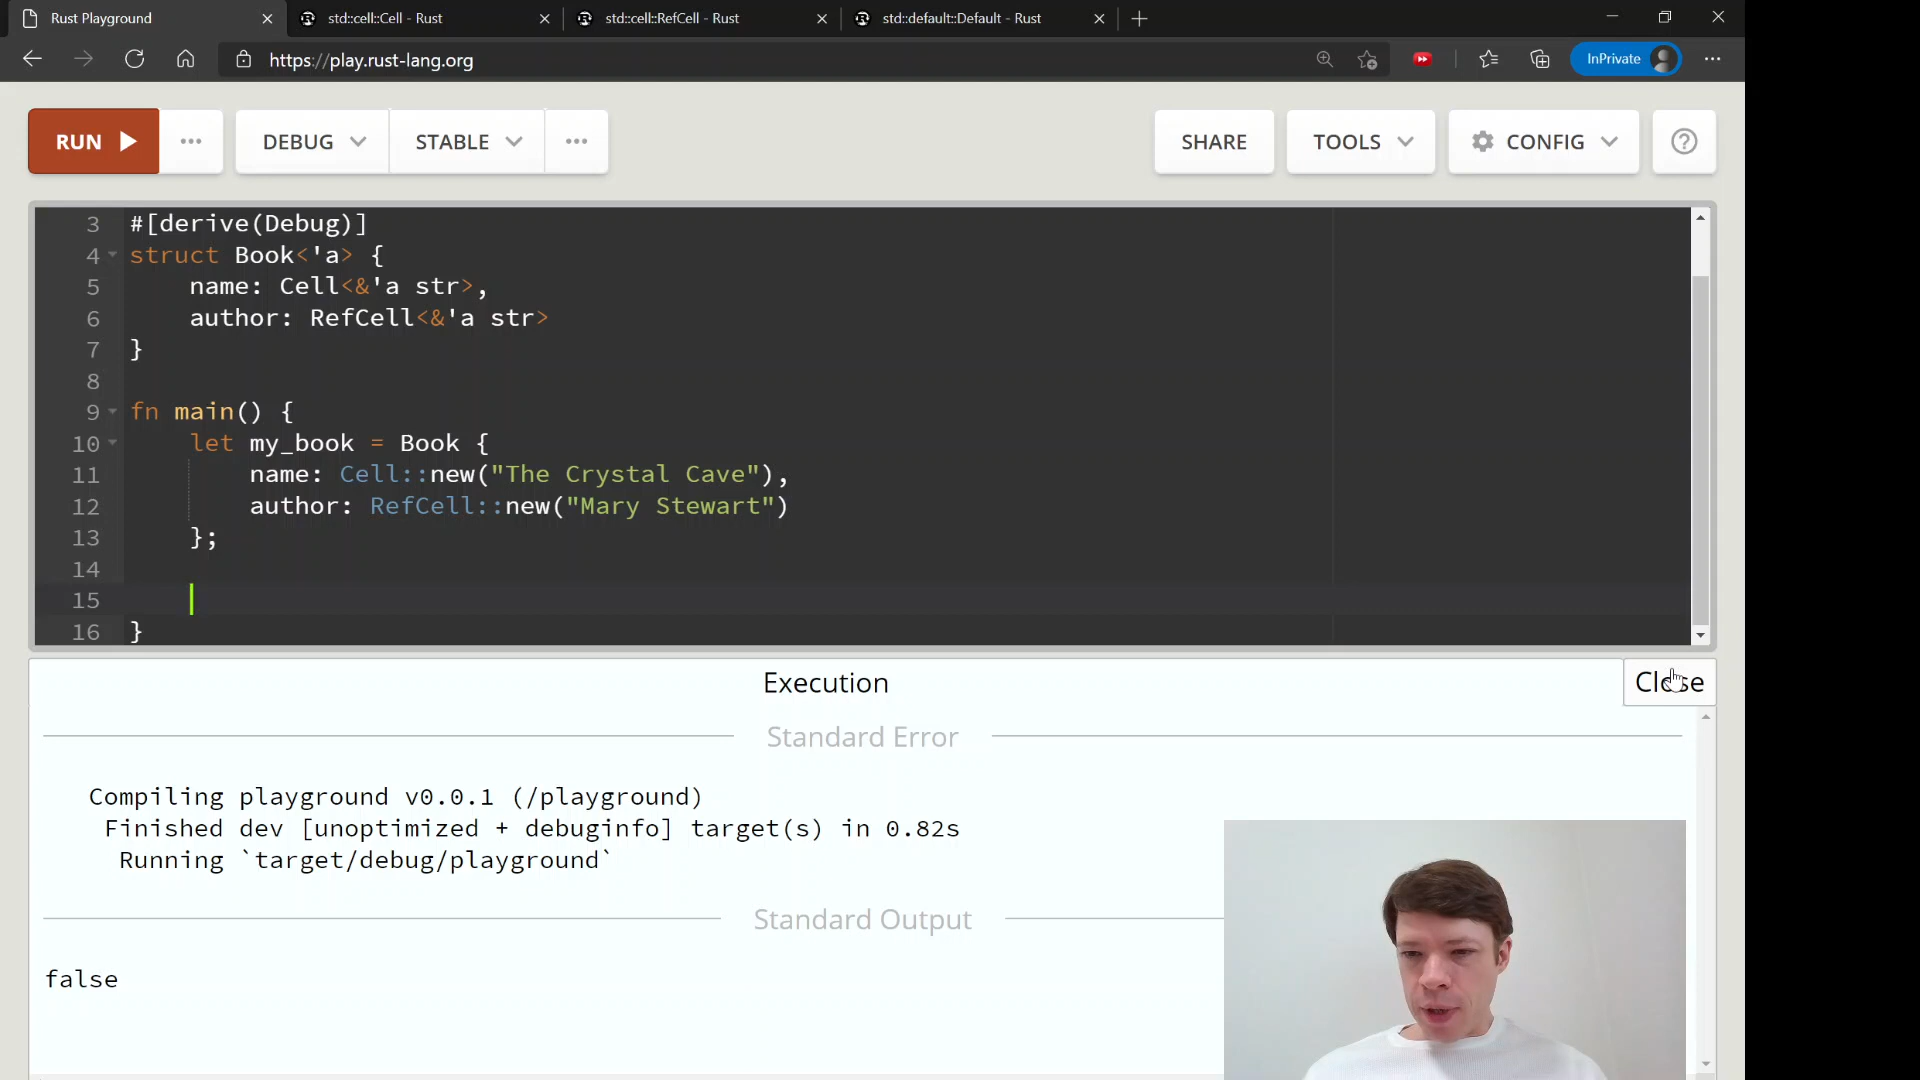 Rust Playground
std::cell::Cell - Rust
std::cell::RefCell - Rust
std::default::Default - Rust
https://play.rust-lang.org
InPrivate
RUN
DEBUG
STABLE
SHARE
TOOLS
CONFIG
3 #[derive(Debug)]
4 struct Book<'a> {
5 name: Cell<&'a str>,
6 author: RefCell<&'a str>
7 }
8
9 fn main() {
10 let my_book = Book {
11 name: Cell::new("The Crystal Cave"),
12 author: RefCell::new("Mary Stewart")
13 };
14
15
16 }
Execution
Close
Standard Error
Compiling playground v0.0.1 (/playground)
Finished dev [unoptimized + debuginfo] target(s) in 0.82s
Running `target/debug/playground`
Standard Output
false